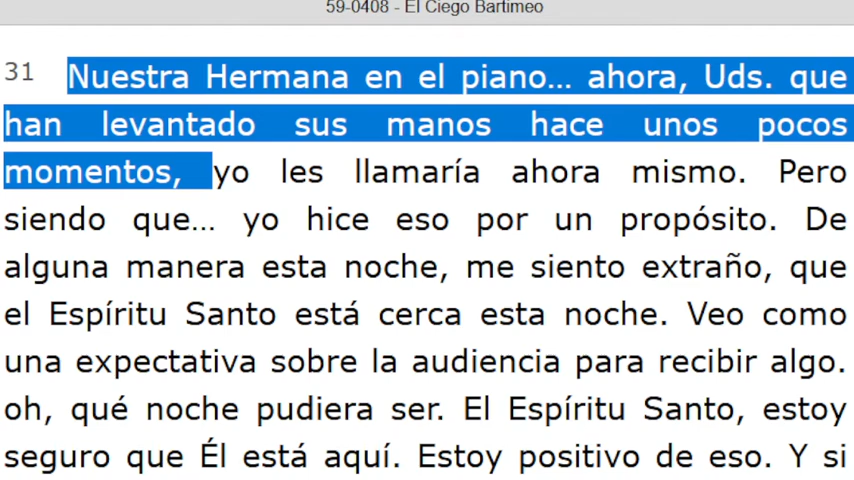 59-0408 - El Ciego Bartimeo
31 Nuestra Hermana en el piano… ahora, Uds. que
han levantado sus manos hace unos pocos
momentos, yo les llamaría ahora mismo. Pero
siendo que… yo hice eso por un propósito. De
alguna manera esta noche, me siento extraño, que
el Espíritu Santo está cerca esta noche. Veo como
una expectativa sobre la audiencia para recibir algo.
oh, qué noche pudiera ser. El Espíritu Santo, estoy
seguro que Él está aquí. Estoy positivo de eso. Y si